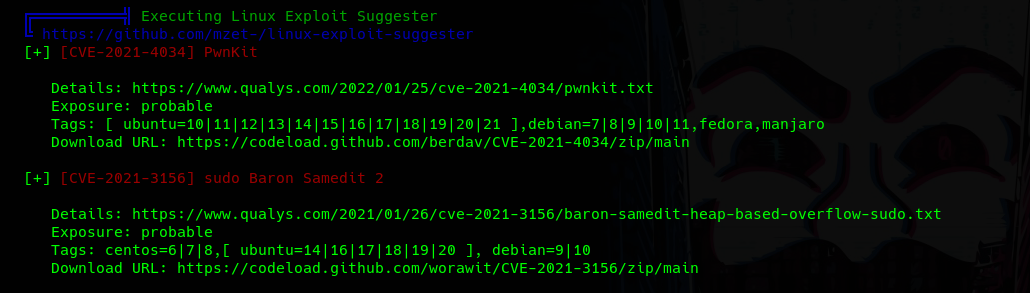 ╔══════════╣ Executing Linux Exploit Suggester
╚ https://github.com/mzet-/linux-exploit-suggester
[+] [CVE-2021-4034] PwnKit
Details: https://www.qualys.com/2022/01/25/cve-2021-4034/pwnkit.txt
Exposure: probable
Tags: [ ubuntu=10|11|12|13|14|15|16|17|18|19|20|21 ],debian=7|8|9|10|11,fedora,manjaro
Download URL: https://codeload.github.com/berdav/CVE-2021-4034/zip/main
[+] [CVE-2021-3156] sudo Baron Samedit 2
Details: https://www.qualys.com/2021/01/26/cve-2021-3156/baron-samedit-heap-based-overflow-sudo.txt
Exposure: probable
Tags: centos=6|7|8,[ ubuntu=14|16|17|18|19|20 ], debian=9|10
Download URL: https://codeload.github.com/worawit/CVE-2021-3156/zip/main